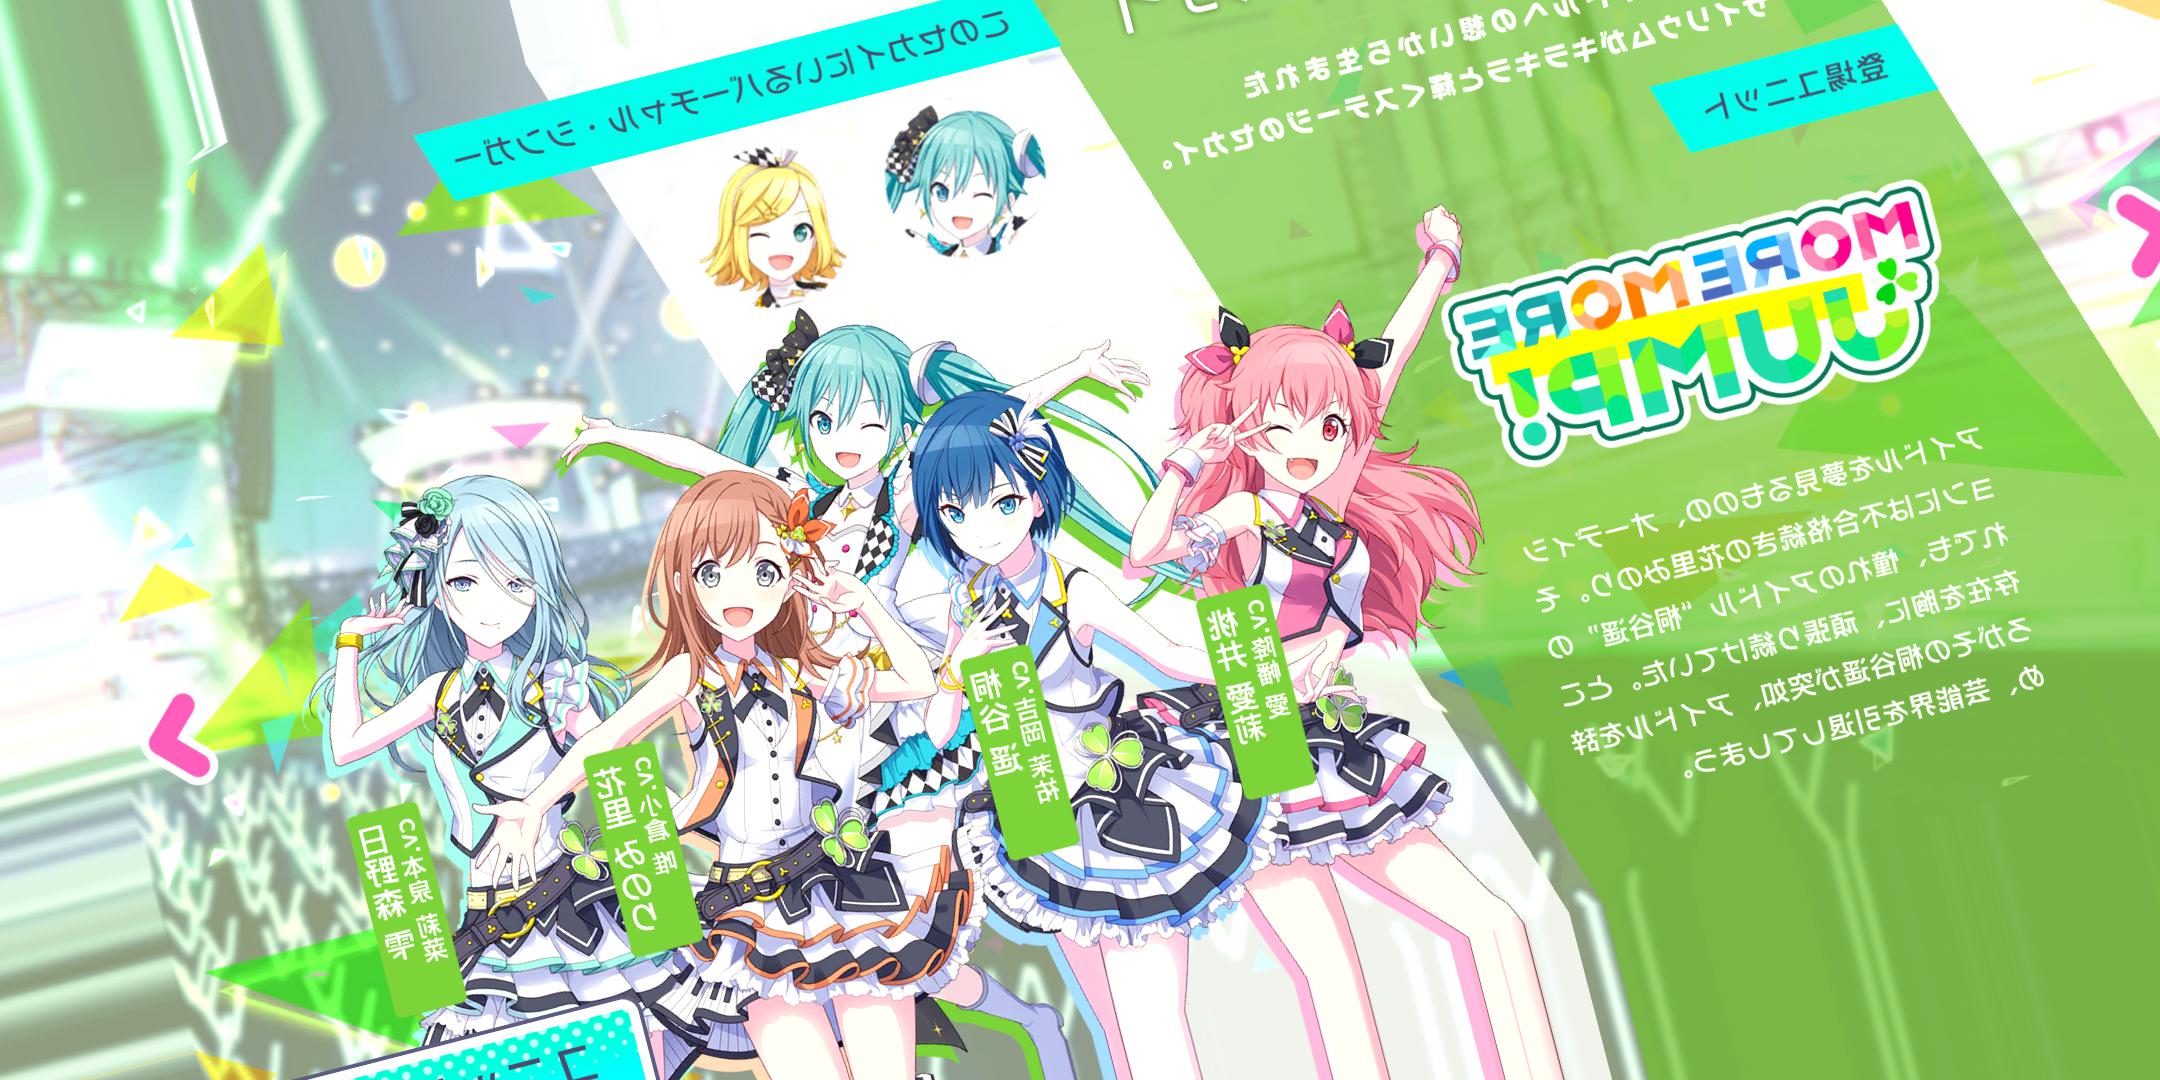 ドルへの想いから生まれた
サイリウムがキラキラと輝くステージのセカイ。
登場ユニット
MORE MORE
JUMP!
アイドルを夢見るものの、オーディシ
ョンには不合格続きの花里みのり。そ
れでも、憧れのアイドル“桐谷遥”の
存在を胸に、頑張り続けていた。とこ
ろがその桐谷遥が突如、アイドルを辞
め、芸能界を引退してしまう。
このセカイにいるバーチャル・シンガー
桃井 愛莉
CV.降幡 愛
桐谷 遥
CV.吉岡 茉祐
花里 みのり
CV.小倉 唯
日野森 雫
CV.本泉 莉菜